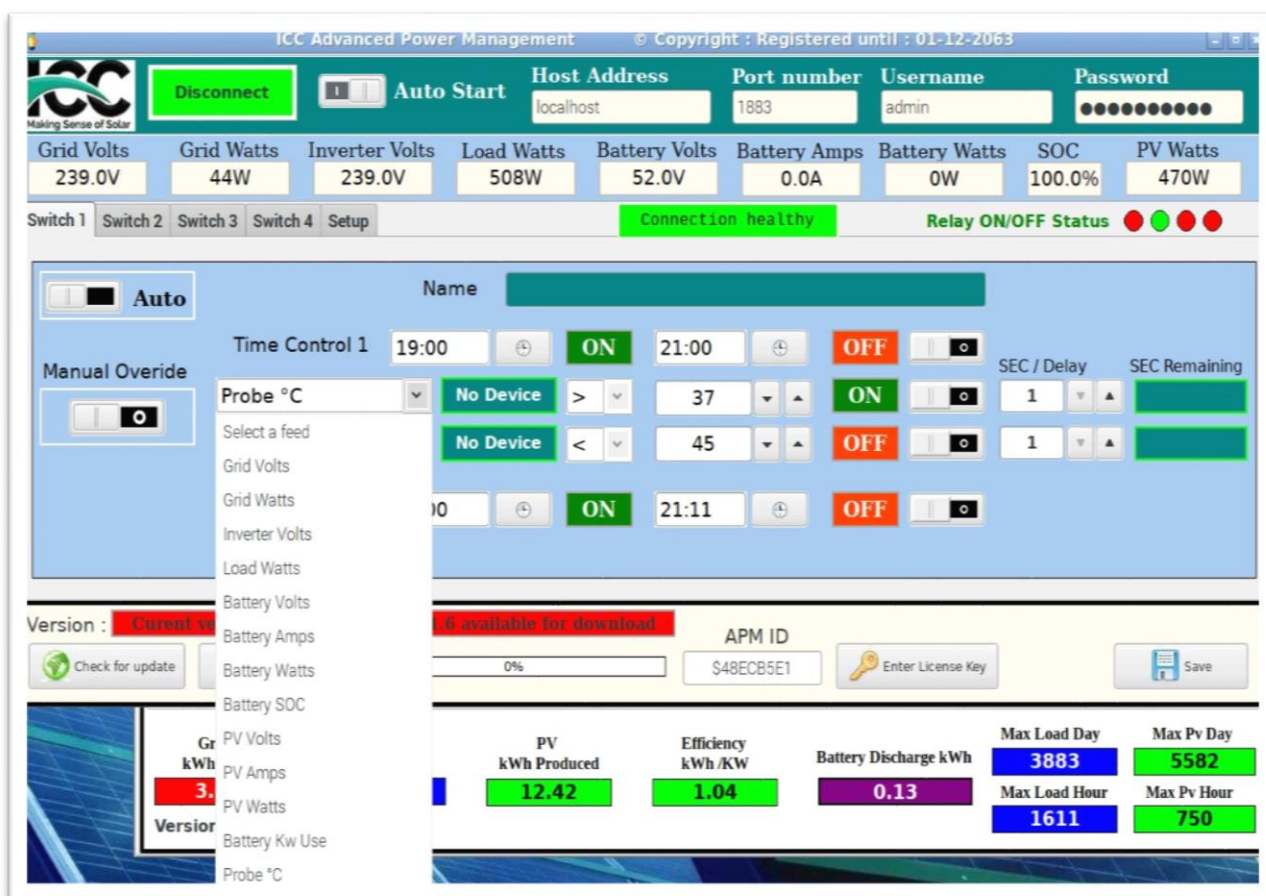 ICC Advanced Power Management © Copyright : Registered until : 01-12-2063
ICC
Making Sense of Solar
Disconnect
Auto Start
Host Address Port number Username Password
localhost 1883 admin ●●●●●●●●●●
Grid Volts Grid Watts Inverter Volts Load Watts Battery Volts Battery Amps Battery Watts SOC PV Watts
239.0V 44W 239.0V 508W 52.0V 0.0A 0W 100.0% 470W
Switch 1 Switch 2 Switch 3 Switch 4 Setup Connection healthy Relay ON/OFF Status
Auto Name
Time Control 1 19:00 ON 21:00 OFF
Manual Overide
SEC / Delay SEC Remaining
Probe °C No Device > 37 ON 1
No Device < 45 OFF 1
Select a feed
Grid Volts
Grid Watts
Inverter Volts
Load Watts
Battery Volts
Battery Amps
Battery Watts
Battery SOC
PV Volts
PV Amps
PV Watts
Battery Kw Use
Probe °C
ON 21:11 OFF
Version : Curent .6 available for download
APM ID
Check for update 0% S48ECB5E1 Enter License Key Save
kWh
3.
Version
PV
kWh Produced
12.42
Efficiency
kWh /KW
1.04
Battery Discharge kWh
0.13
Max Load Day
3883
Max Load Hour
1611
Max Pv Day
5582
Max Pv Hour
750